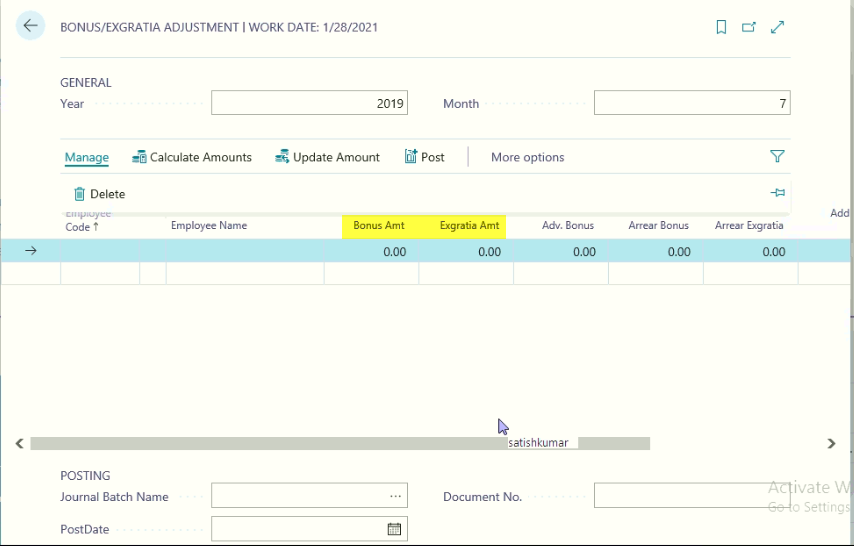 BONUS/EXGRATIA ADJUSTMENT | WORK DATE: 1/28/2021
GENERAL
Year 2019 Month 7
Manage Calculate Amounts Update Amount Post More options
Delete
Employee Code ↑ Employee Name Bonus Amt Exgratia Amt Adv. Bonus Arrear Bonus Arrear Exgratia Add
0.00 0.00 0.00 0.00 0.00
satishkumar
POSTING
Journal Batch Name Document No.
Activate W
Go to Settings
PostDate